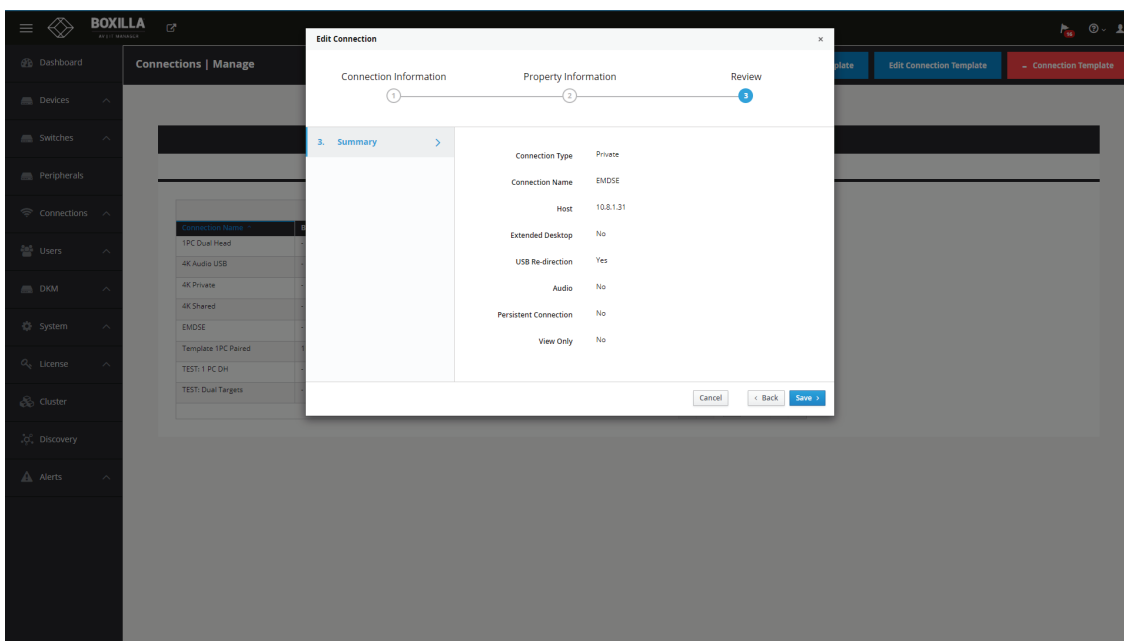 BOXILLA
Edit Connection
×
Dashboard
Connections | Manage
plate
Edit Connection Template
– Connection Template
Connection Information
Property Information
Review
1
2
3
Devices
Switches
Peripherals
Connections
Users
DKM
System
License
Cluster
Discovery
Alerts
3. Summary
Connection Type Private
Connection Name EMDSE
Host 10.8.1.31
Extended Desktop No
USB Re-direction Yes
Audio No
Persistent Connection No
View Only No
Cancel
< Back
Save >
Connection Name
B
1PC Dual Head -
4K Audio USB -
4K Private -
4K Shared -
EMDSE -
Template 1PC Paired 1
TEST: 1 PC DH -
TEST: Dual Targets -